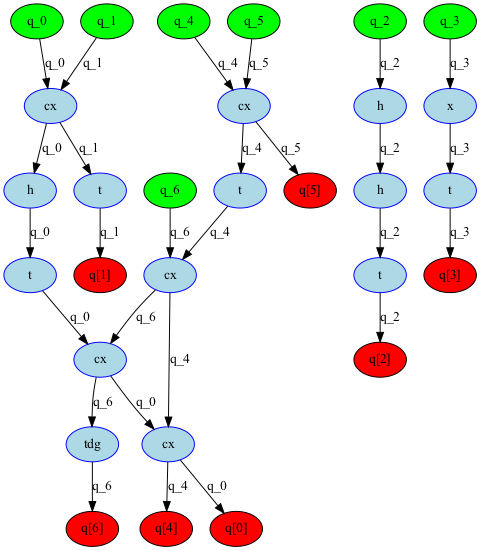 q_0 q_1 q_4 q_5 q_2 q_3
q_0 q_1 q_4 q_5 q_2 q_3
cx cx h x
q_0 q_1 q_4 q_5 q_2 q_3
h t q_6 t q[5] h t
q_0 q_1 q_6 q_4 q_2 q_3
t q[1] cx t q[3]
q_0 q_6 q_4 q_2
cx q[2]
q_6 q_0
tdg cx
q_6 q_4 q_0
q[6] q[4] q[0]